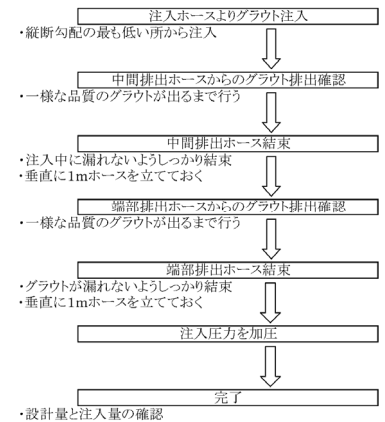 注入ホースよりグラウト注入
・縦断勾配の最も低い所から注入
中間排出ホースからのグラウト排出確認
・一様な品質のグラウトが出るまで行う
中間排出ホース結束
・注入中に漏れないようしっかり結束
・垂直に1mホースを立てておく
端部排出ホースからのグラウト排出確認
・一様な品質のグラウトが出るまで行う
端部排出ホース結束
・グラウトが漏れないようしっかり結束
・垂直に1mホースを立てておく
注入圧力を加圧
完了
・設計量と注入量の確認